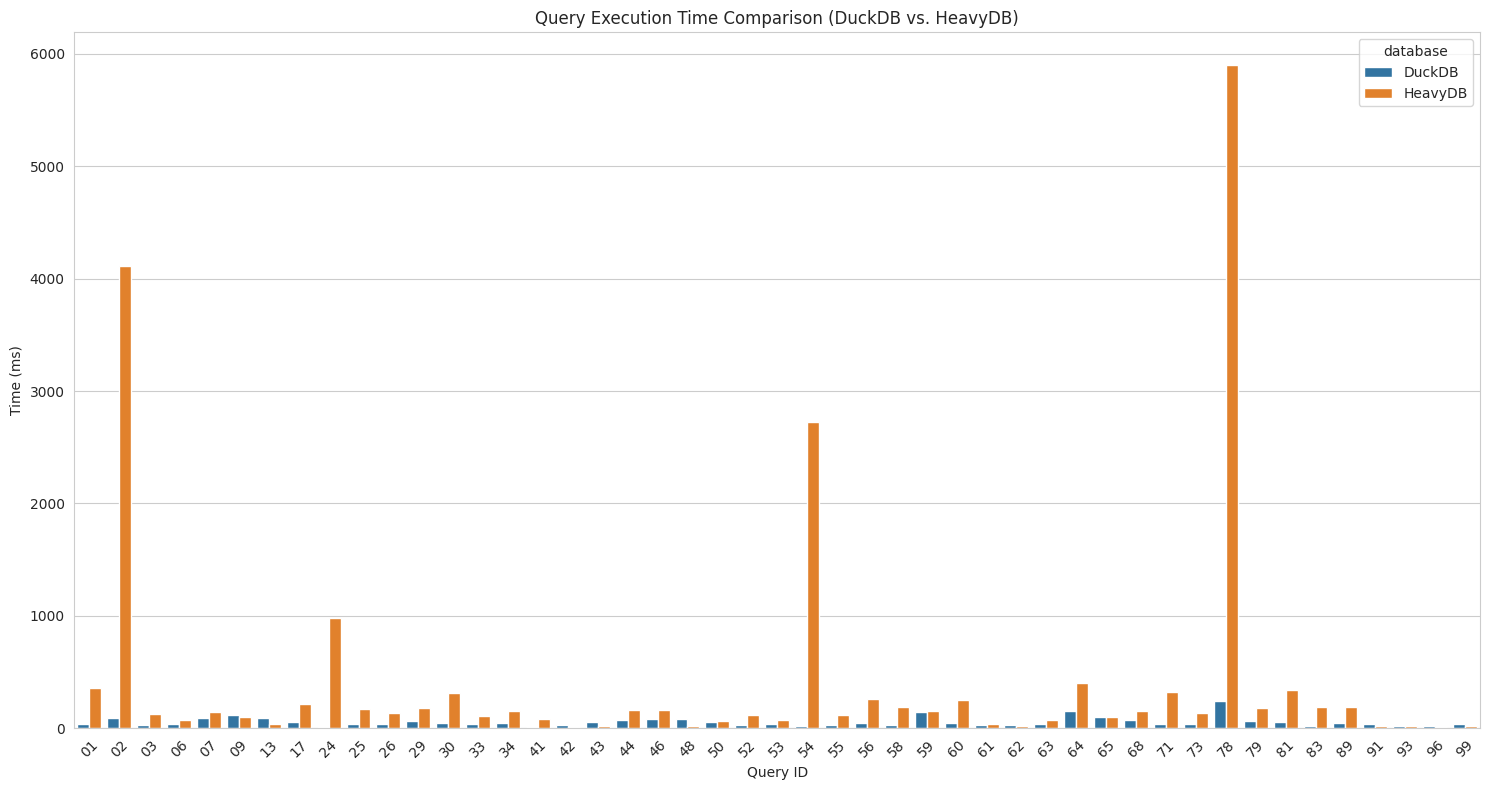 Query Execution Time Comparison (DuckDB vs. HeavyDB)
database
DuckDB
HeavyDB
Time (ms)
6000
5000
4000
3000
2000
1000
0
01 02 03 06 07 09 13 17 24 25 26 29 30 33 34 41 42 43 44 46 48 50 52 53 54 55 56 58 59 60 61 62 63 64 65 68 71 73 78 79 81 83 89 91 93 96 99
Query ID